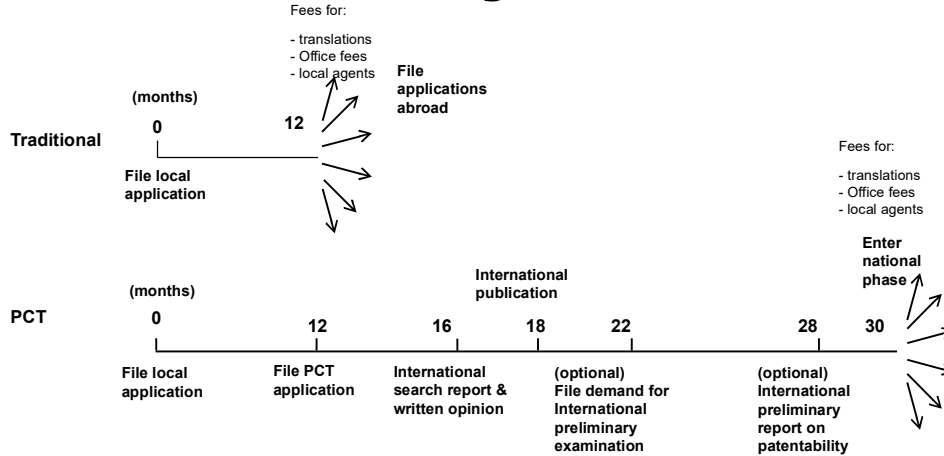 Fees for:
- translations
- Office fees
- local agents
File
applications
abroad
(months)
0
12
Traditional
File local
application
Fees for:
- translations
- Office fees
- local agents
Enter
national
phase
International
publication
(months)
PCT
0
12
16
18
22
28
30
File local
application
File PCT
application
International
search report &
written opinion
(optional)
File demand for
International
preliminary
examination
(optional)
International
preliminary
report on
patentability